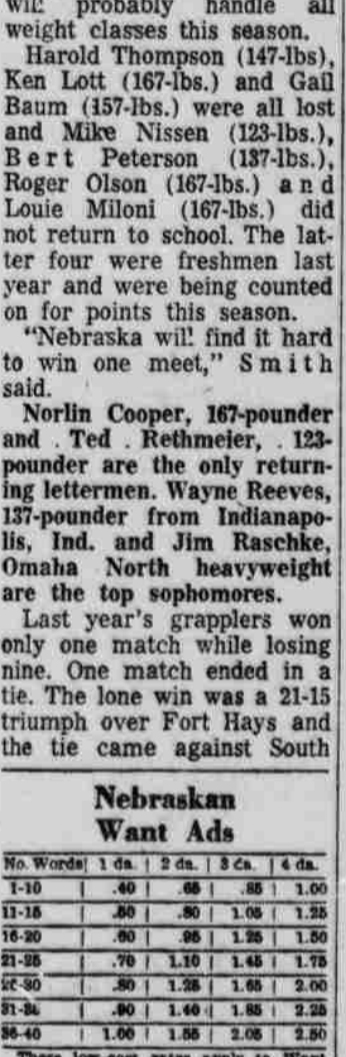 will probably handle all
weight classes this season.
Harold Thompson (147-lbs),
Ken Lott (167-lbs.) and Gail
Baum (157-lbs.) were all lost
and Mike Nissen (123-lbs.),
Bert Peterson (137-lbs.),
Roger Olson (167-lbs.) and
Louie Miloni (167-lbs.) did
not return to school. The lat-
ter four were freshmen last
year and were being counted
on for points this season.
"Nebraska will find it hard
to win one meet," Smith
said.
Norlin Cooper, 167-pounder
and . Ted . Rethmeier, . 123-
pounder are the only return-
ing lettermen. Wayne Reeves,
137-pounder from Indianapo-
lis, Ind. and Jim Raschke,
Omaha North heavyweight
are the top sophomores.
Last year's grapplers won
only one match while losing
nine. One match ended in a
tie. The lone win was a 21-15
triumph over Fort Hays and
the tie came against South
Nebraskan
Want Ads
No. Words| 1 da. | 2 da. | 3 da. | 4 da.
1-10 | .40 | .65 | .85 | 1.00
11-15 | .50 | .80 | 1.05 | 1.25
16-20 | .60 | .95 | 1.25 | 1.50
21-25 | .70 | 1.10 | 1.45 | 1.75
26-30 | .80 | 1.25 | 1.65 | 2.00
31-35 | .90 | 1.40 | 1.85 | 2.25
36-40 | 1.00 | 1.55 | 2.05 | 2.50